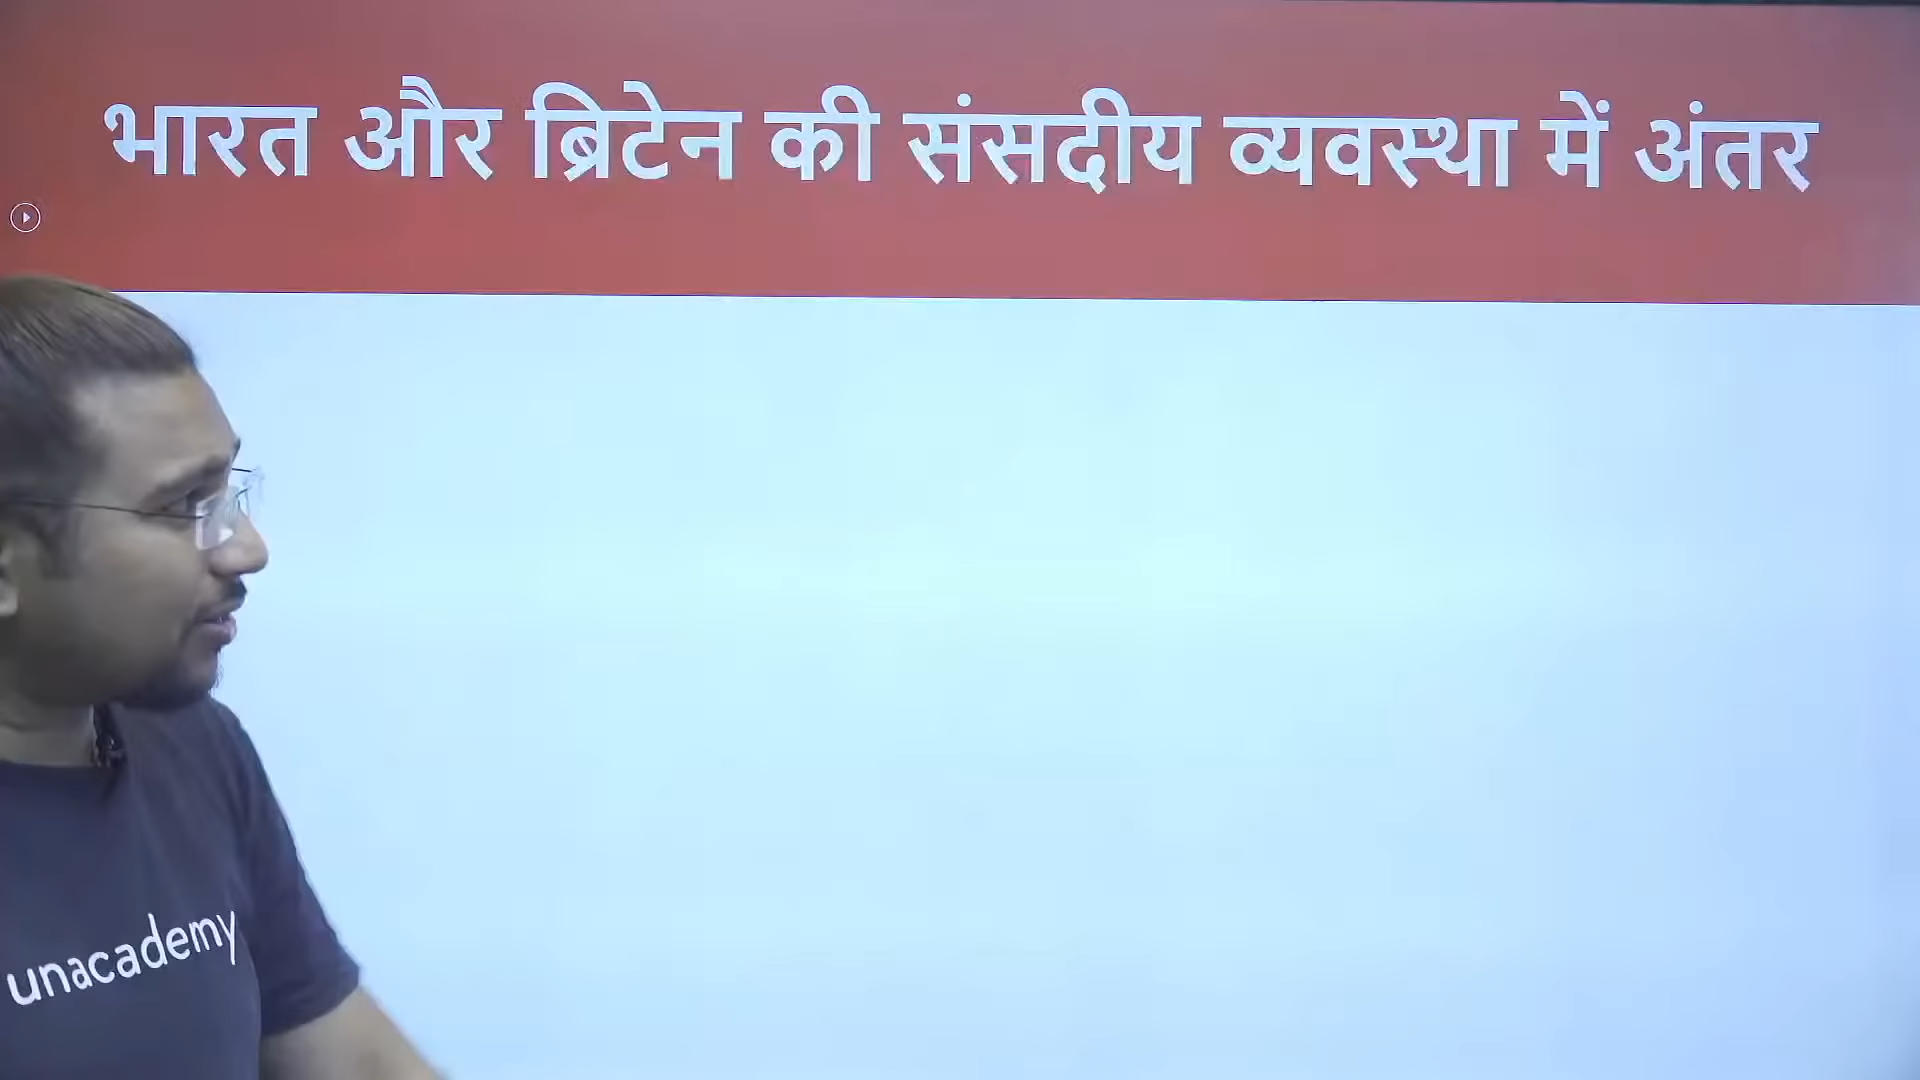 भारत और ब्रिटेन की संसदीय व्यवस्था में अंतर
unacademy